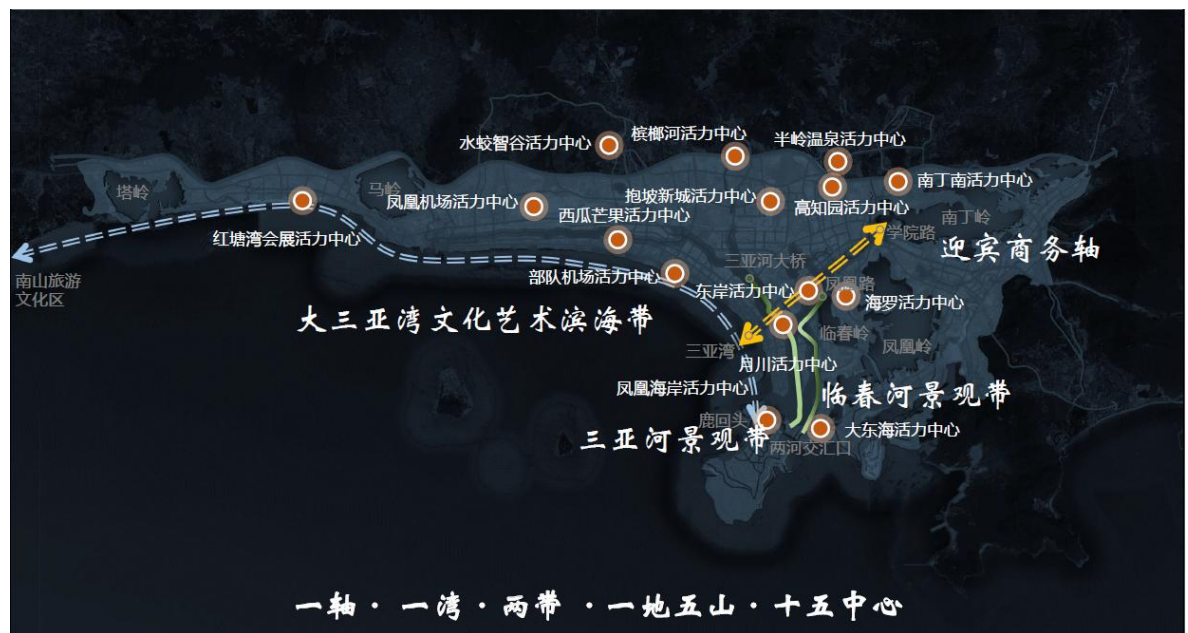 槟榔河活力中心
水蛟智谷活力中心
半岭温泉活力中心
南丁南活力中心
塔岭
马岭
凤凰机场活力中心
抱坡新城活力中心
高知园活力中心
西瓜芒果活力中心
南丁岭
红塘湾会展活力中心
学院路
迎宾商务轴
三亚河大桥
南山旅游
文化区
部队机场活力中心
东岸活力中心
凤凰路
海罗活力中心
大三亚湾文化艺术滨海带
临春岭
三亚湾
凤凰岭
月川活力中心
凤凰海岸活力中心
临春河景观带
鹿回头
三亚河景观带
大东海活力中心
两河交汇口
一轴·一湾·两带·一地五山·十五中心